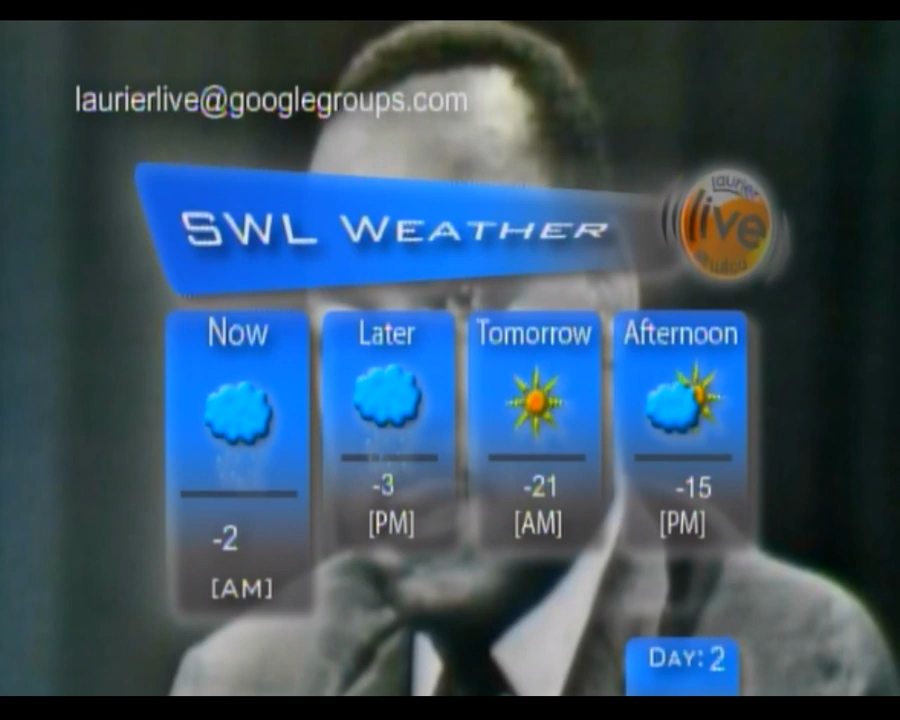 laurierlive@googlegroups.com
SWL WEATHER
laurier
live
Now
Later
Tomorrow
Afternoon
-2
[AM]
-3
[PM]
-21
[AM]
-15
[PM]
DAY: 2